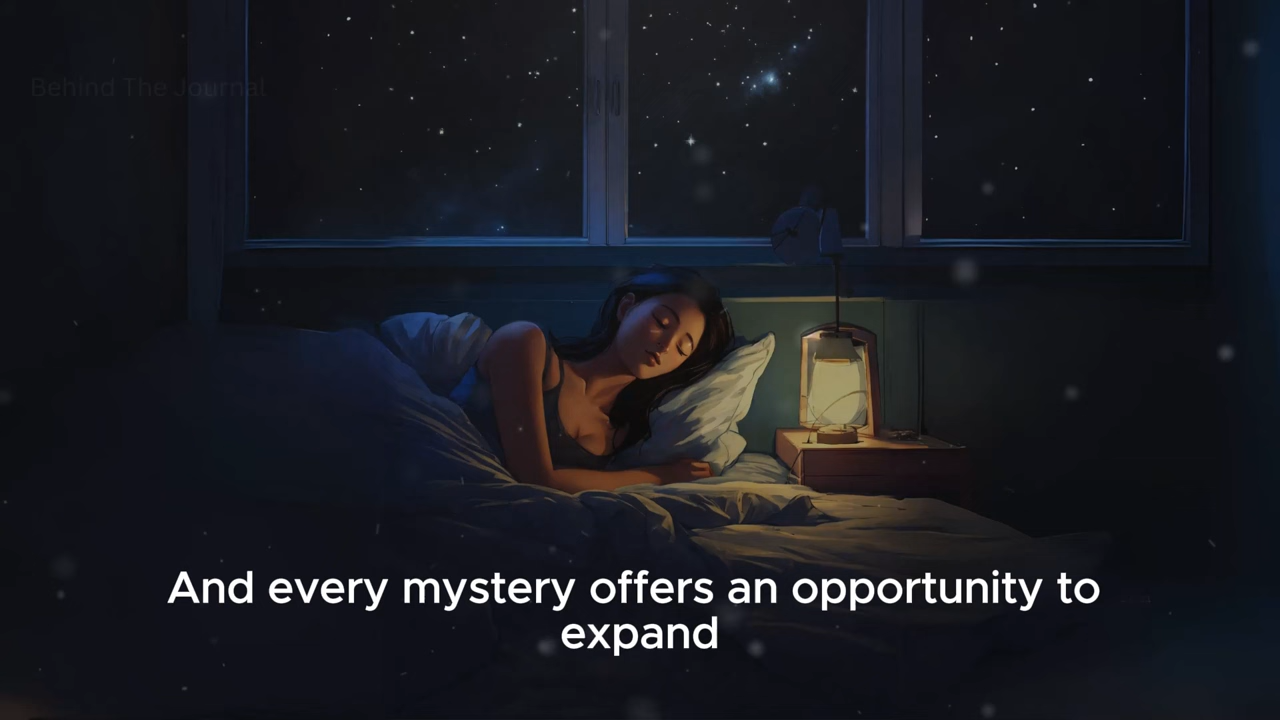 Behind The Journal
And every mystery offers an opportunity to
expand